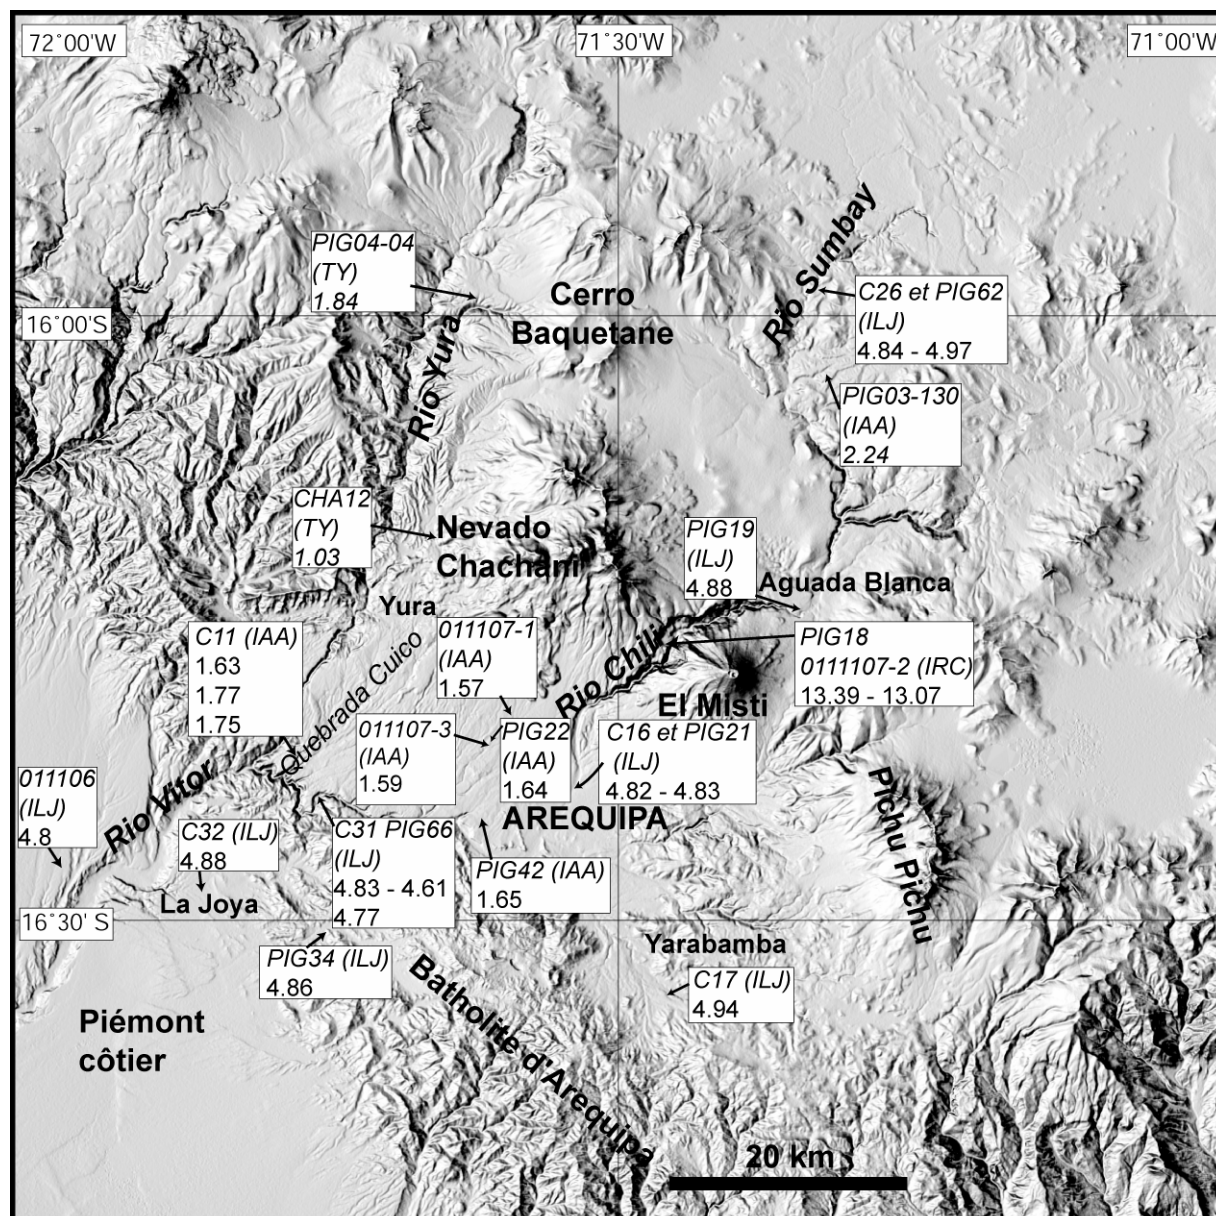 72°00'W
71°30'W
71°00'W
PIG04-04
(TY)
1.84
Cerro
Baquetane
Rio Sumbay
C26 et PIG62
(ILJ)
4.84 - 4.97
16°00'S
Rio Yura
PIG03-130
(IAA)
2.24
CHA12
(TY)
1.03
Nevado
Chachani
PIG19
(ILJ)
4.88
Aguada Blanca
Yura
C11 (IAA)
1.63
1.77
1.75
011107-1
(IAA)
1.57
Rio Chili
PIG18
0111107-2 (IRC)
13.39 - 13.07
Quebrada Cuico
El Misti
011107-3
(IAA)
1.59
PIG22
(IAA)
1.64
C16 et PIG21
(ILJ)
4.82 - 4.83
011106
(ILJ)
4.8
Rio Vitor
Pichu Pichu
AREQUIPA
C32 (ILJ)
4.88
C31 PIG66
(ILJ)
4.83 - 4.61
4.77
PIG42 (IAA)
1.65
La Joya
16°30' S
Yarabamba
PIG34 (ILJ)
4.86
C17 (ILJ)
4.94
Batholite d'Arequipa
Piémont
côtier
20 km